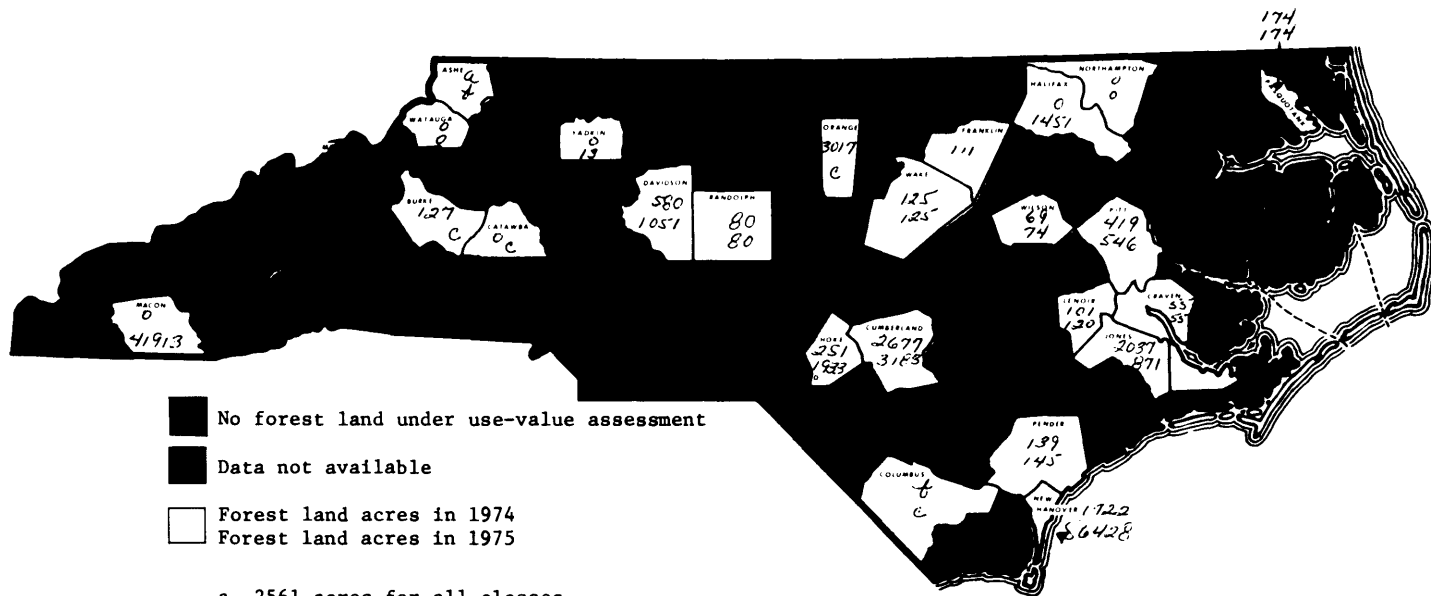 174
174
ASHE a
b
WATAUGA
0
0
YADKIN
0
13
ORANGE
3017
c
HALIFAX
0
1451
NORTHAMPTON
0
0
FRANKLIN
111
WAKE
125
125
BURKE
127
c
CATAWBA
0
c
DAVIDSON
580
1051
RANDOLPH
80
80
WILSON
69
74
PITT
419
546
MACON
0
41913
HOKE
251
CUMBERLAND
2677
3183
LENOIR
101
120
CRAVEN
55
55
JONES
2037
871
PENDER
139
145
COLUMBUS
b
c
NEW
HANOVER 1722
6428
No forest land under use-value assessment
Data not available
Forest land acres in 1974
Forest land acres in 1975